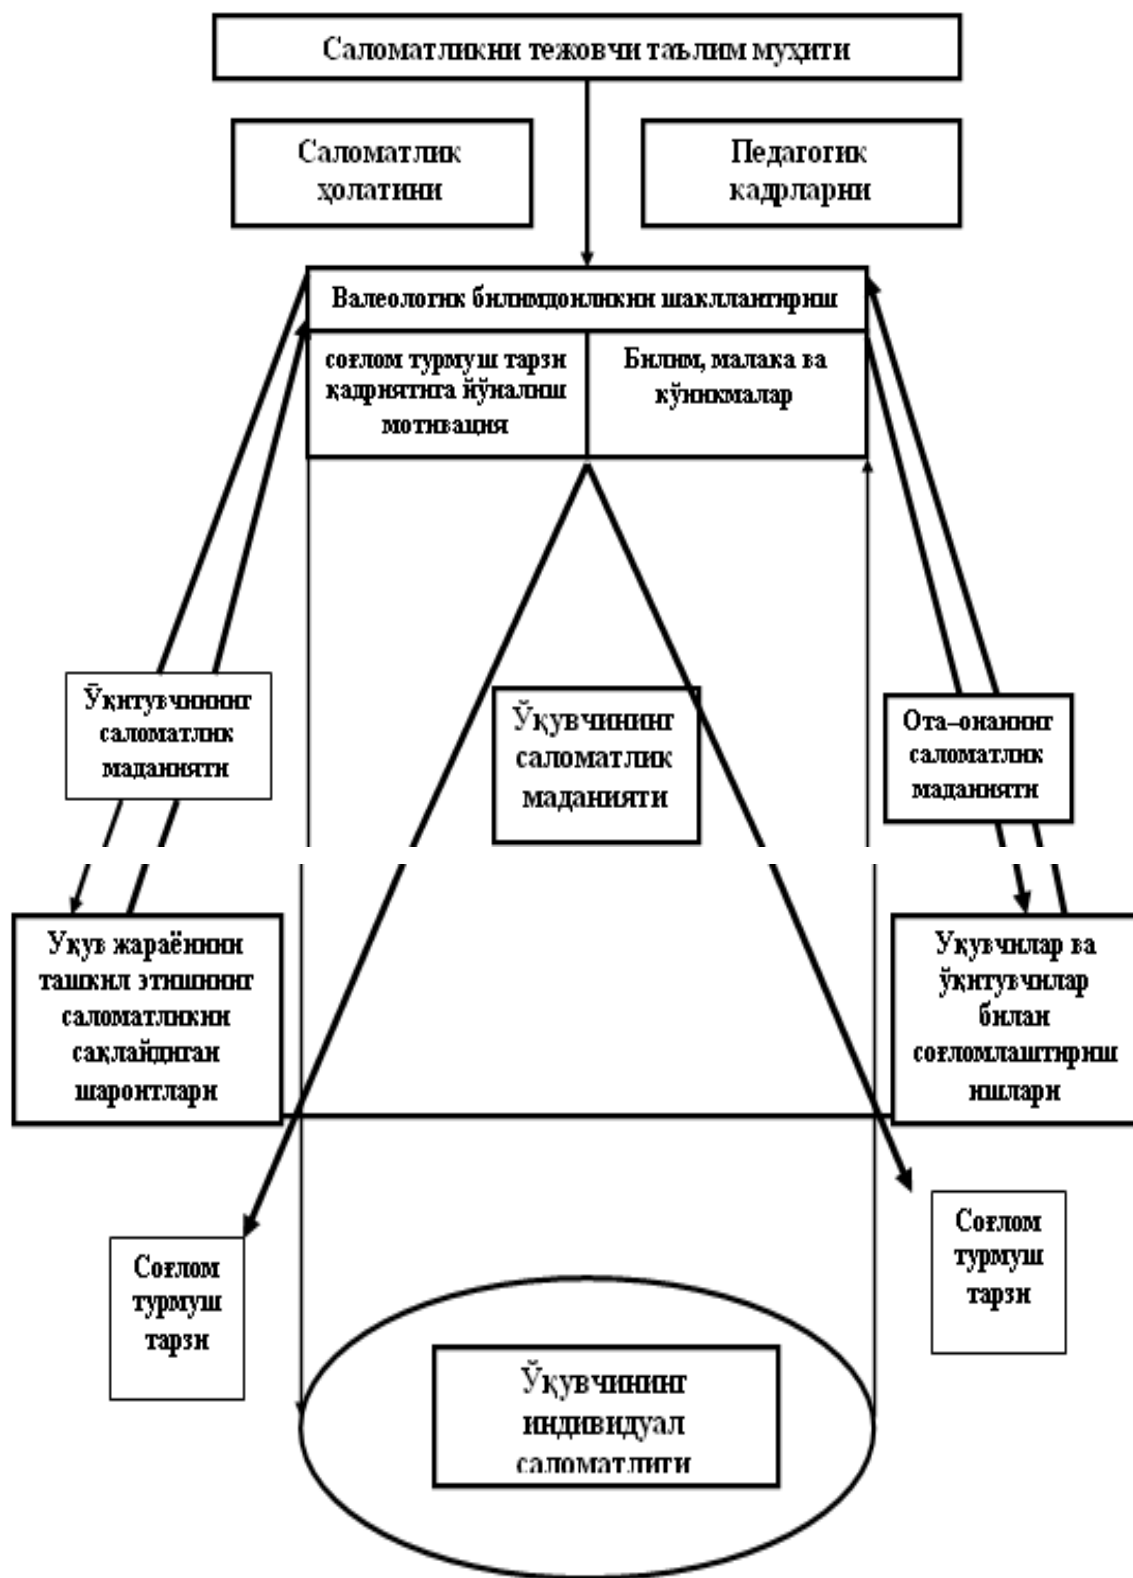 Саломатликни тежовчи таълим муҳити
Саломатлик
ҳолатини
Педагогик
кадрларни
Валеологик билимдонликни шакллантириш
соғлом турмуш тарзи
қадриятига йўналиш
мотивация
Билим, малака ва
кўникмалар
Ўқитувчининг
саломатлик
маданияти
Ўқувчининг
саломатлик
маданияти
Ота–онанинг
саломатлик
маданияти
Уқув жараёнини
ташкил этишнинг
саломатликни
сақлайдиган
шароитлари
Уқувчилар ва
ўқитувчилар
билан
соғломлаштириш
ишлари
Соғлом
турмуш
тарзи
Соғлом
турмуш
тарзи
Ўқувчининг
индивидуал
саломатлиги